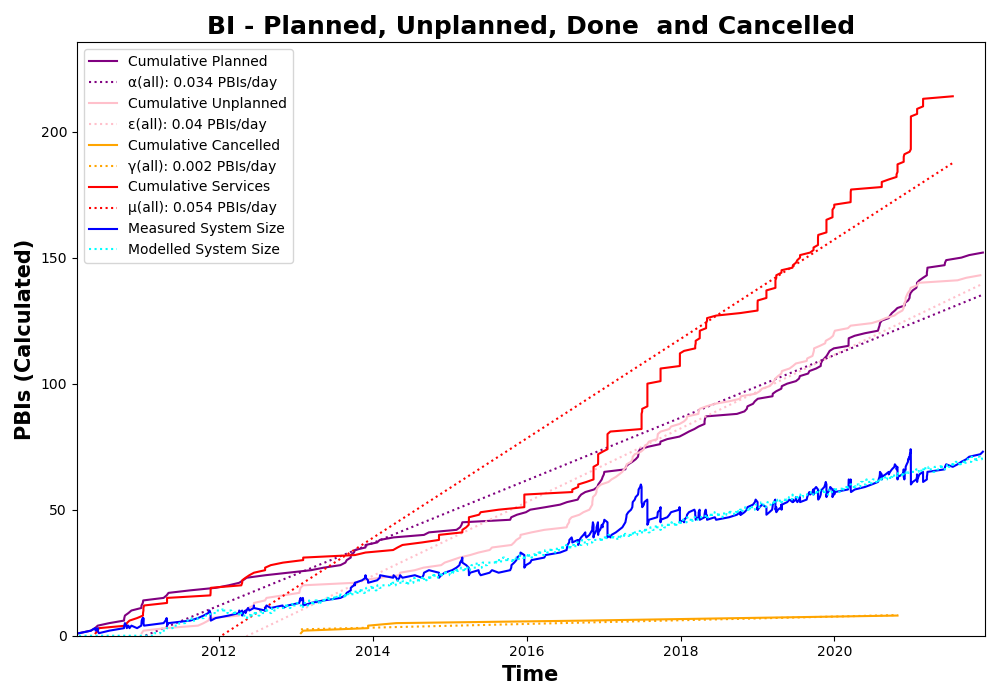 BI - Planned, Unplanned, Done  and Cancelled
Cumulative Planned
α(all): 0.034 PBIs/day
Cumulative Unplanned
ε(all): 0.04 PBIs/day
Cumulative Cancelled
γ(all): 0.002 PBIs/day
Cumulative Services
μ(all): 0.054 PBIs/day
Measured System Size
Modelled System Size
PBIs (Calculated)
200
150
100
50
0
2012 2014 2016 2018 2020
Time